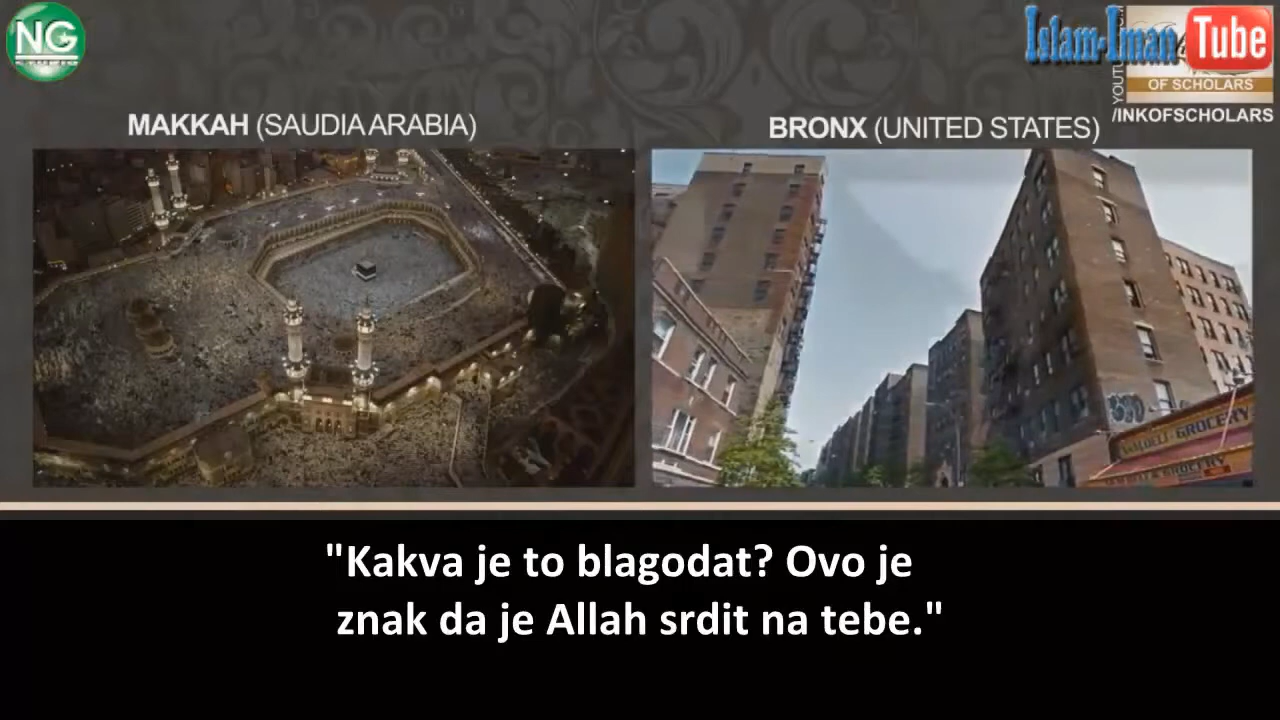 NG
Islam-Iman Tube
OF SCHOLARS
/INKOFSCHOLARS
MAKKAH (SAUDIA ARABIA)
BRONX (UNITED STATES)
GROCERY
GROCERY
"Kakva je to blagodat? Ovo je
znak da je Allah srdit na tebe."